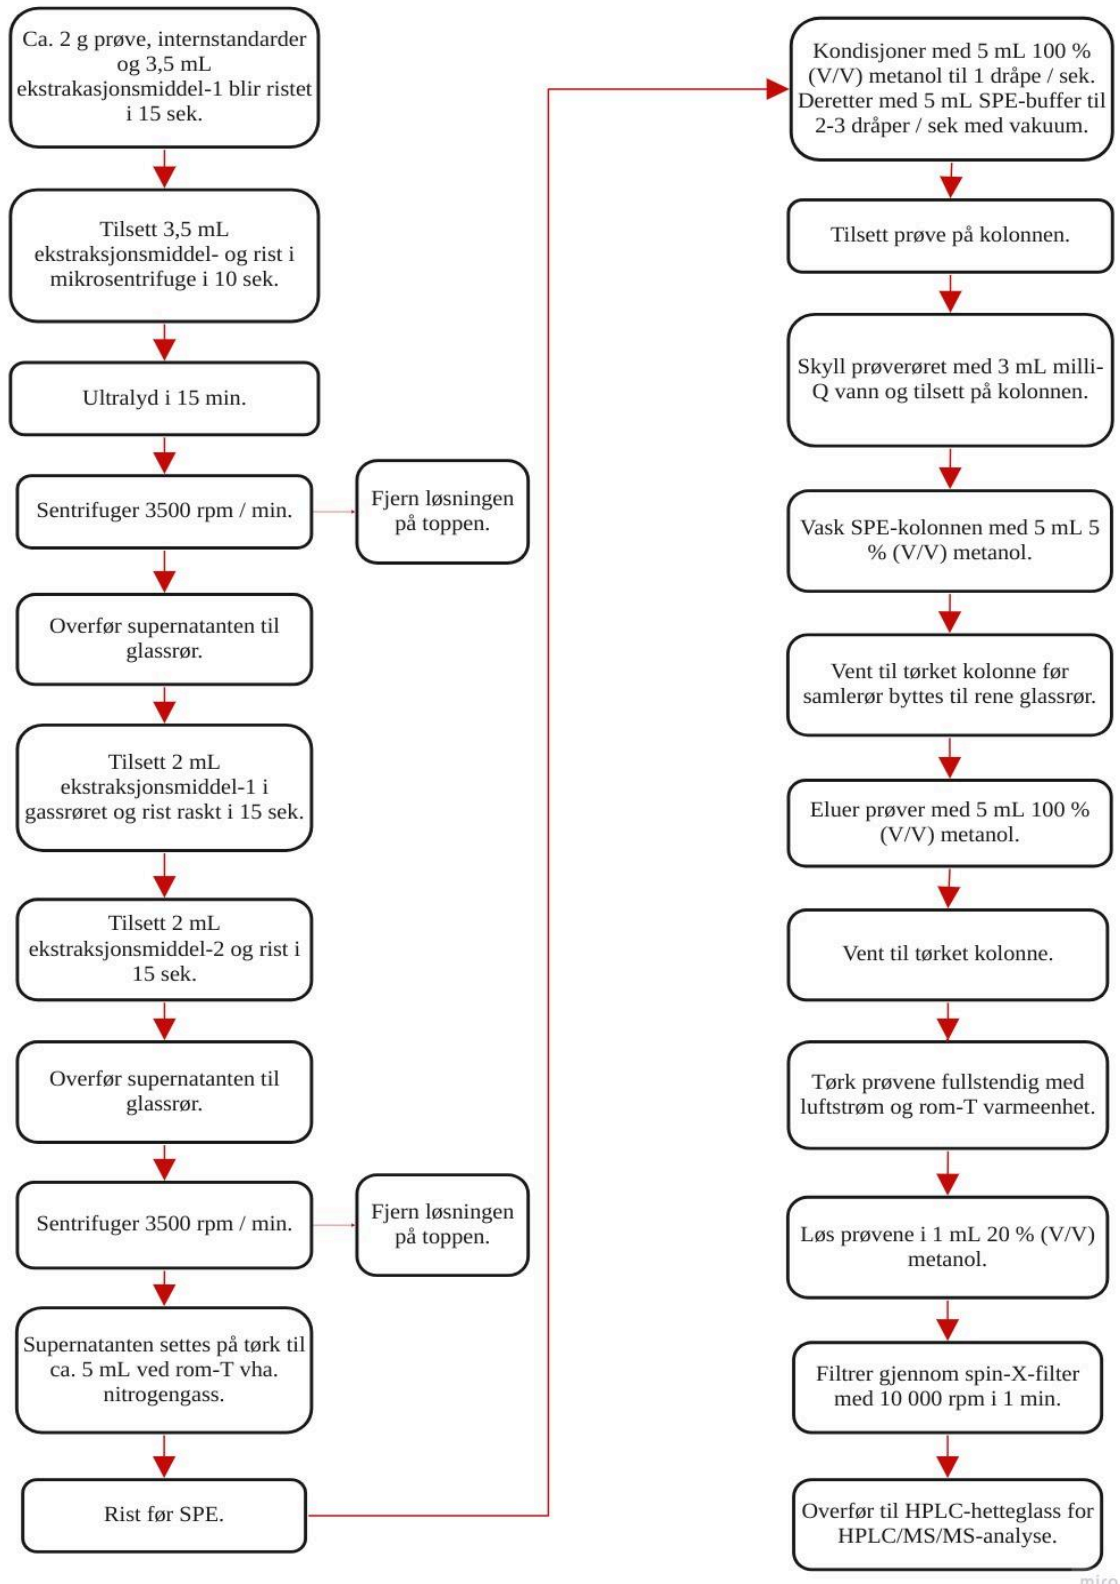 Ca. 2 g prøve, internstandarder
og 3,5 mL
ekstrakasjonsmiddel-1 blir ristet
i 15 sek.
Tilsett 3,5 mL
ekstraksjonsmiddel- og rist i
mikrosentrifuge i 10 sek.
Ultralyd i 15 min.
Sentrifuger 3500 rpm / min.
Fjern løsningen
på toppen.
Overfør supernatanten til
glassrør.
Tilsett 2 mL
ekstraksjonsmiddel-1 i
gassrøret og rist raskt i 15 sek.
Tilsett 2 mL
ekstraksjonsmiddel-2 og rist i
15 sek.
Overfør supernatanten til
glassrør.
Sentrifuger 3500 rpm / min.
Fjern løsningen
på toppen.
Supernatanten settes på tørk til
ca. 5 mL ved rom-T vha.
nitrogengass.
Rist før SPE.
Kondisjoner med 5 mL 100 %
(V/V) metanol til 1 dråpe / sek.
Deretter med 5 mL SPE-buffer til
2-3 dråper / sek med vakuum.
Tilsett prøve på kolonnen.
Skyll prøverøret med 3 mL milli-
Q vann og tilsett på kolonnen.
Vask SPE-kolonnen med 5 mL 5
% (V/V) metanol.
Vent til tørket kolonne før
samlerør byttes til rene glassrør.
Eluer prøver med 5 mL 100 %
(V/V) metanol.
Vent til tørket kolonne.
Tørk prøvene fullstendig med
luftstrøm og rom-T varmeenhet.
Løs prøvene i 1 mL 20 % (V/V)
metanol.
Filtrer gjennom spin-X-filter
med 10 000 rpm i 1 min.
Overfør til HPLC-hetteglass for
HPLC/MS/MS-analyse.
miro